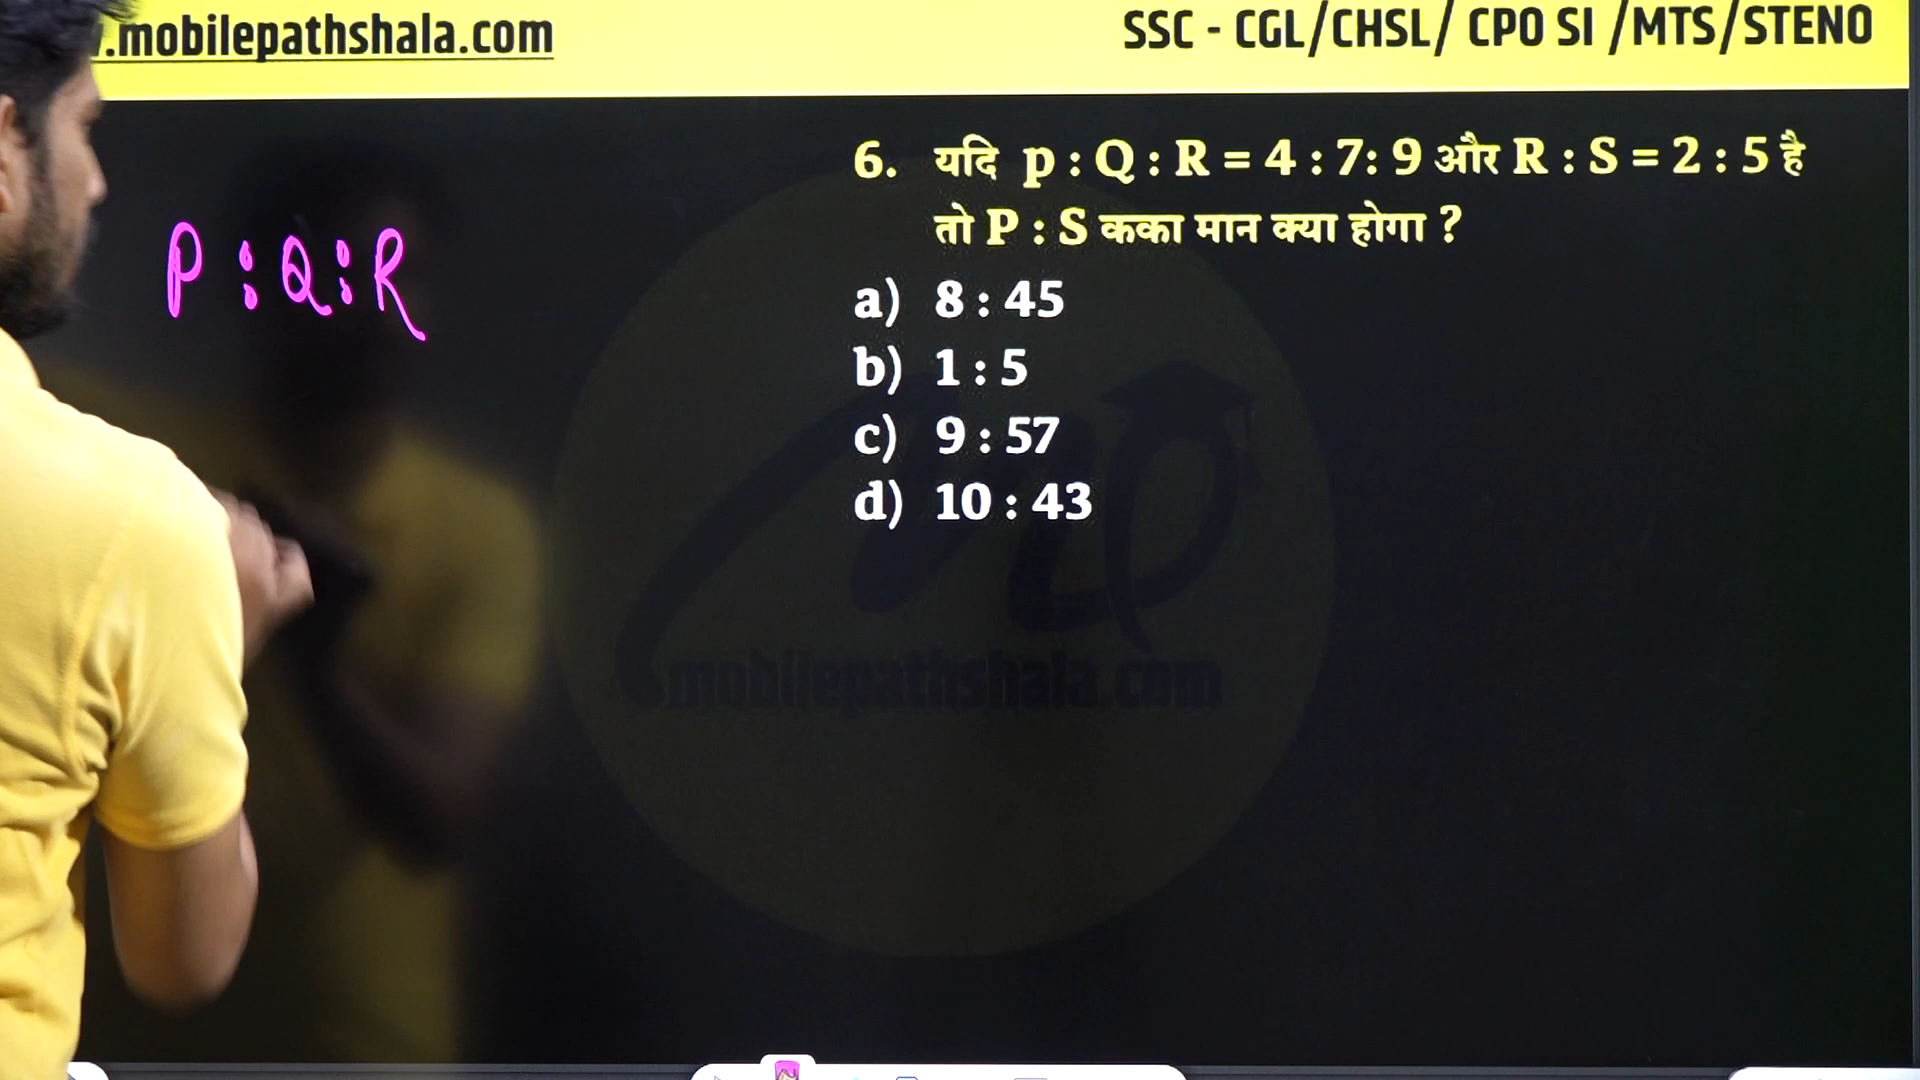 .mobilepathshala.com
SSC - CGL/CHSL/ CPO SI /MTS/STENO
6. यदि p : Q : R = 4 : 7: 9 और R : S = 2 : 5 है
तो P : S कका मान क्या होगा ?
a) 8 : 45
b) 1 : 5
c) 9 : 57
d) 10 : 43
P : Q : R
mobilepathshala.com